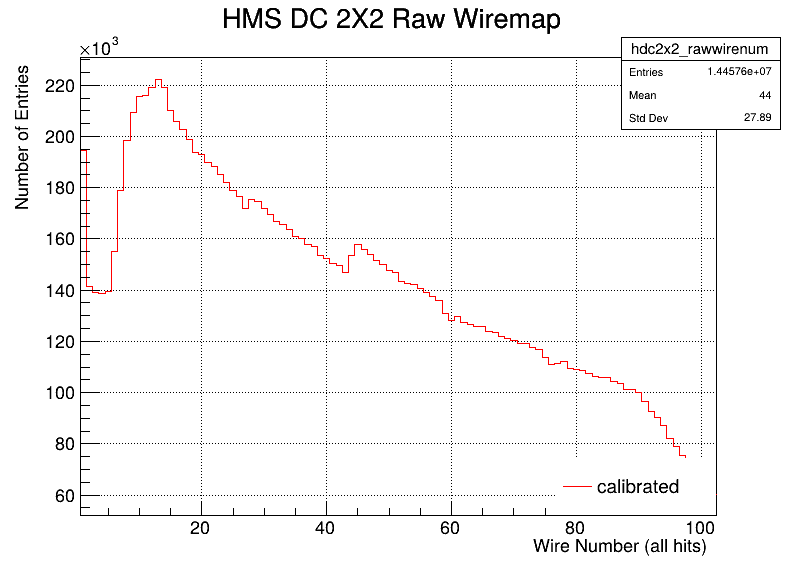 HMS DC 2X2 Raw Wiremap
×10³
hdc2x2_rawwirenum
Entries 1.44576e+07
Mean 44
Std Dev 27.89
Number of Entries
220
200
180
160
140
120
100
80
60
calibrated
20 40 60 80 100
Wire Number (all hits)